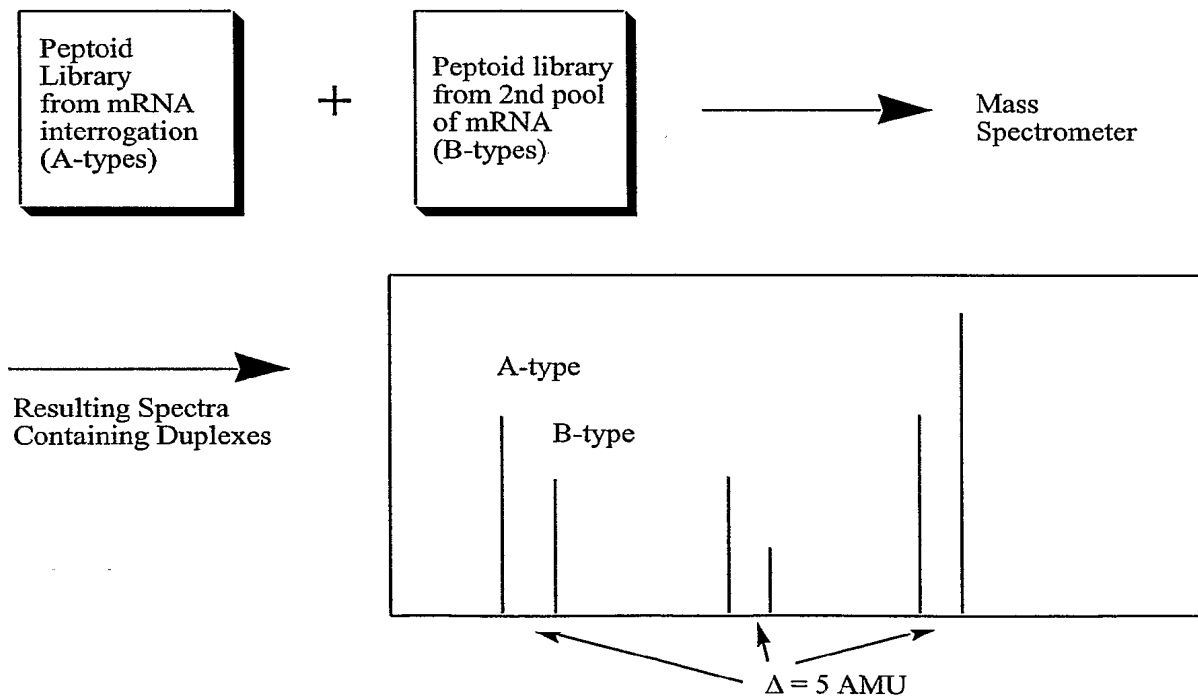 Peptoid
Library
from mRNA
interrogation
(A-types)
+
Peptoid library
from 2nd pool
of mRNA
(B-types)
Mass
Spectrometer
Resulting Spectra
Containing Duplexes
A-type
B-type
Δ = 5 AMU